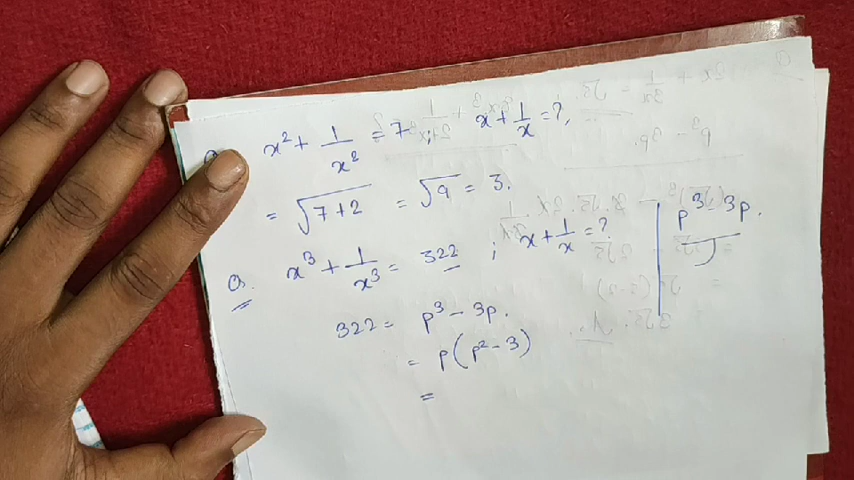 Q. x² + 1/x² = 7 ; x + 1/x = ?,
= √(7+2) = √9 = 3.
Q. x³ + 1/x³ = 322 ; x + 1/x = ?
p³ - 3p.
322 = p³ - 3p.
= p(p² - 3)
=